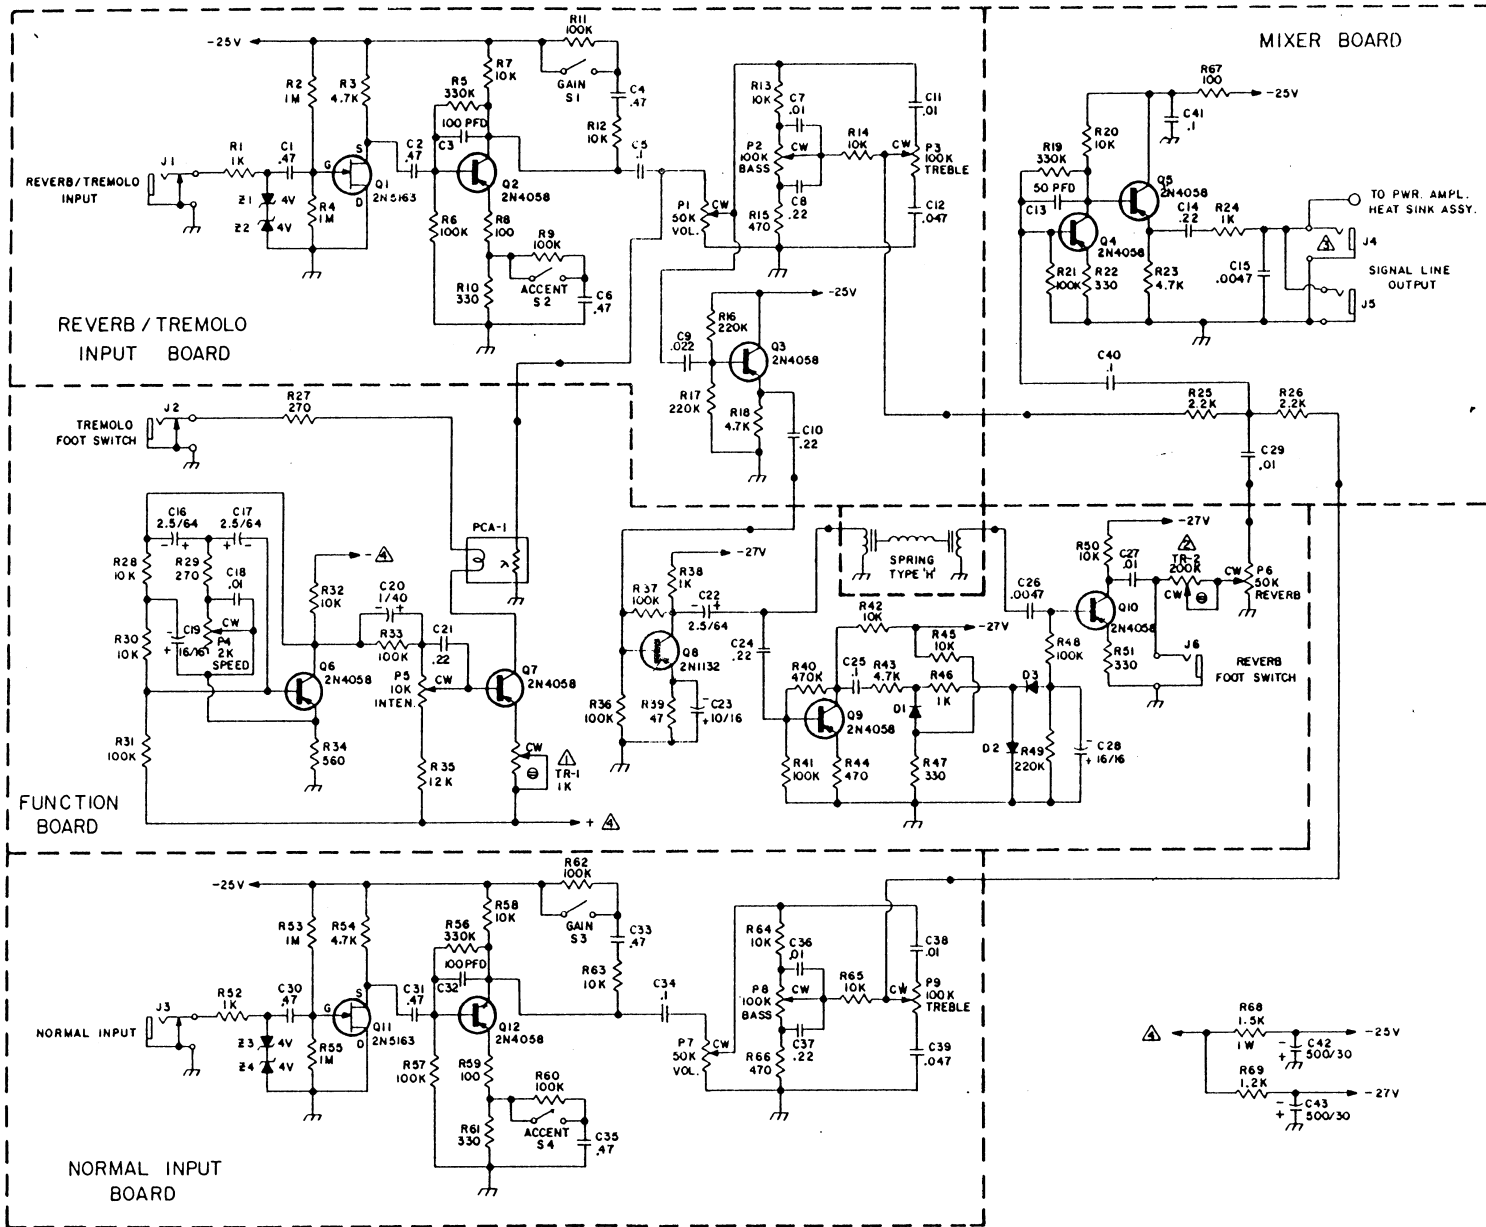 R11
100K
-25V
MIXER BOARD
R2
1M
R3
4.7K
R7
10K
R5
330K
GAIN
S1
C4
.47
100 PFD
C3
R12
10K
R13
10K
C7
.01
C11
.01
R67
100
-25V
C41
.1
R20
10K
R19
330K
50 PFD
C13
J1
REVERB/TREMOLO
INPUT
R1
1K
C1
.47
G
S
D
Q1
2N5163
C2
.47
Q2
2N4058
C5
.1
P2
100K
BASS
CW
R14
10K
CW
P3
100K
TREBLE
Q5
2N4058
C14
.22
R24
1K
TO PWR. AMPL.
HEAT SINK ASSY.
Z1
4V
Z2
4V
R4
1M
R6
100K
R8
100
R9
100K
P1
50K
VOL.
CW
C8
.22
R15
470
C12
.047
Q4
2N4058
3
J4
R10
330
ACCENT
S2
C6
.47
R21
100K
R22
330
R23
4.7K
C15
.0047
SIGNAL LINE
OUTPUT
J5
REVERB / TREMOLO
INPUT BOARD
-25V
R16
220K
C9
.022
Q3
2N4058
R17
220K
R18
4.7K
C10
.22
C40
.1
R25
2.2K
R26
2.2K
C29
.01
J2
TREMOLO
FOOT SWITCH
R27
270
C16
2.5/64
- +
C17
2.5/64
+ -
PCA-1
λ
R28
10K
R29
270
C18
.01
- 4
R32
10K
C20
1/40
- +
R30
10K
C19
16/16
-
+
CW
P4
2K
SPEED
R33
100K
C21
.22
Q6
2N4058
P5
10K
INTEN.
CW
Q7
2N4058
R31
100K
R34
560
R35
12K
CW
1
TR-1
1K
+ 4
FUNCTION
BOARD
-27V
R38
1K
R37
100K
C22
2.5/64
- +
Q8
2N1132
R36
100K
R39
47
C23
10/16
-
+
SPRING
TYPE 'H'
C24
.22
R42
10K
-27V
R45
10K
R40
470K
C25
.1
R43
4.7K
R46
1K
D3
Q9
2N4058
D1
D2
R41
100K
R44
470
R47
330
R49
220K
C28
16/16
-
+
C26
.0047
R48
100K
-27V
R50
10K
C27
.01
2
TR-2
200K
CW
CW
P6
50K
REVERB
Q10
2N4058
R51
330
J6
REVERB
FOOT SWITCH
R62
100K
-25V
R53
1M
R54
4.7K
R58
10K
R56
330K
GAIN
S3
C33
.47
100PFD
C32
R63
10K
R64
10K
C36
.01
C38
.01
J3
NORMAL INPUT
R52
1K
C30
.47
G
S
D
Q11
2N5163
C31
.47
Q12
2N4058
C34
.1
P8
100K
BASS
CW
R65
10K
CW
P9
100K
TREBLE
Z3
4V
Z4
4V
R55
1M
R57
100K
R59
100
R60
100K
P7
50K
VOL.
CW
C37
.22
R66
470
C39
.047
R61
330
ACCENT
S4
C35
.47
4
R68
1.5K
1W
-25V
C42
500/30
-
+
R69
1.2K
-27V
C43
500/30
-
+
NORMAL INPUT
BOARD